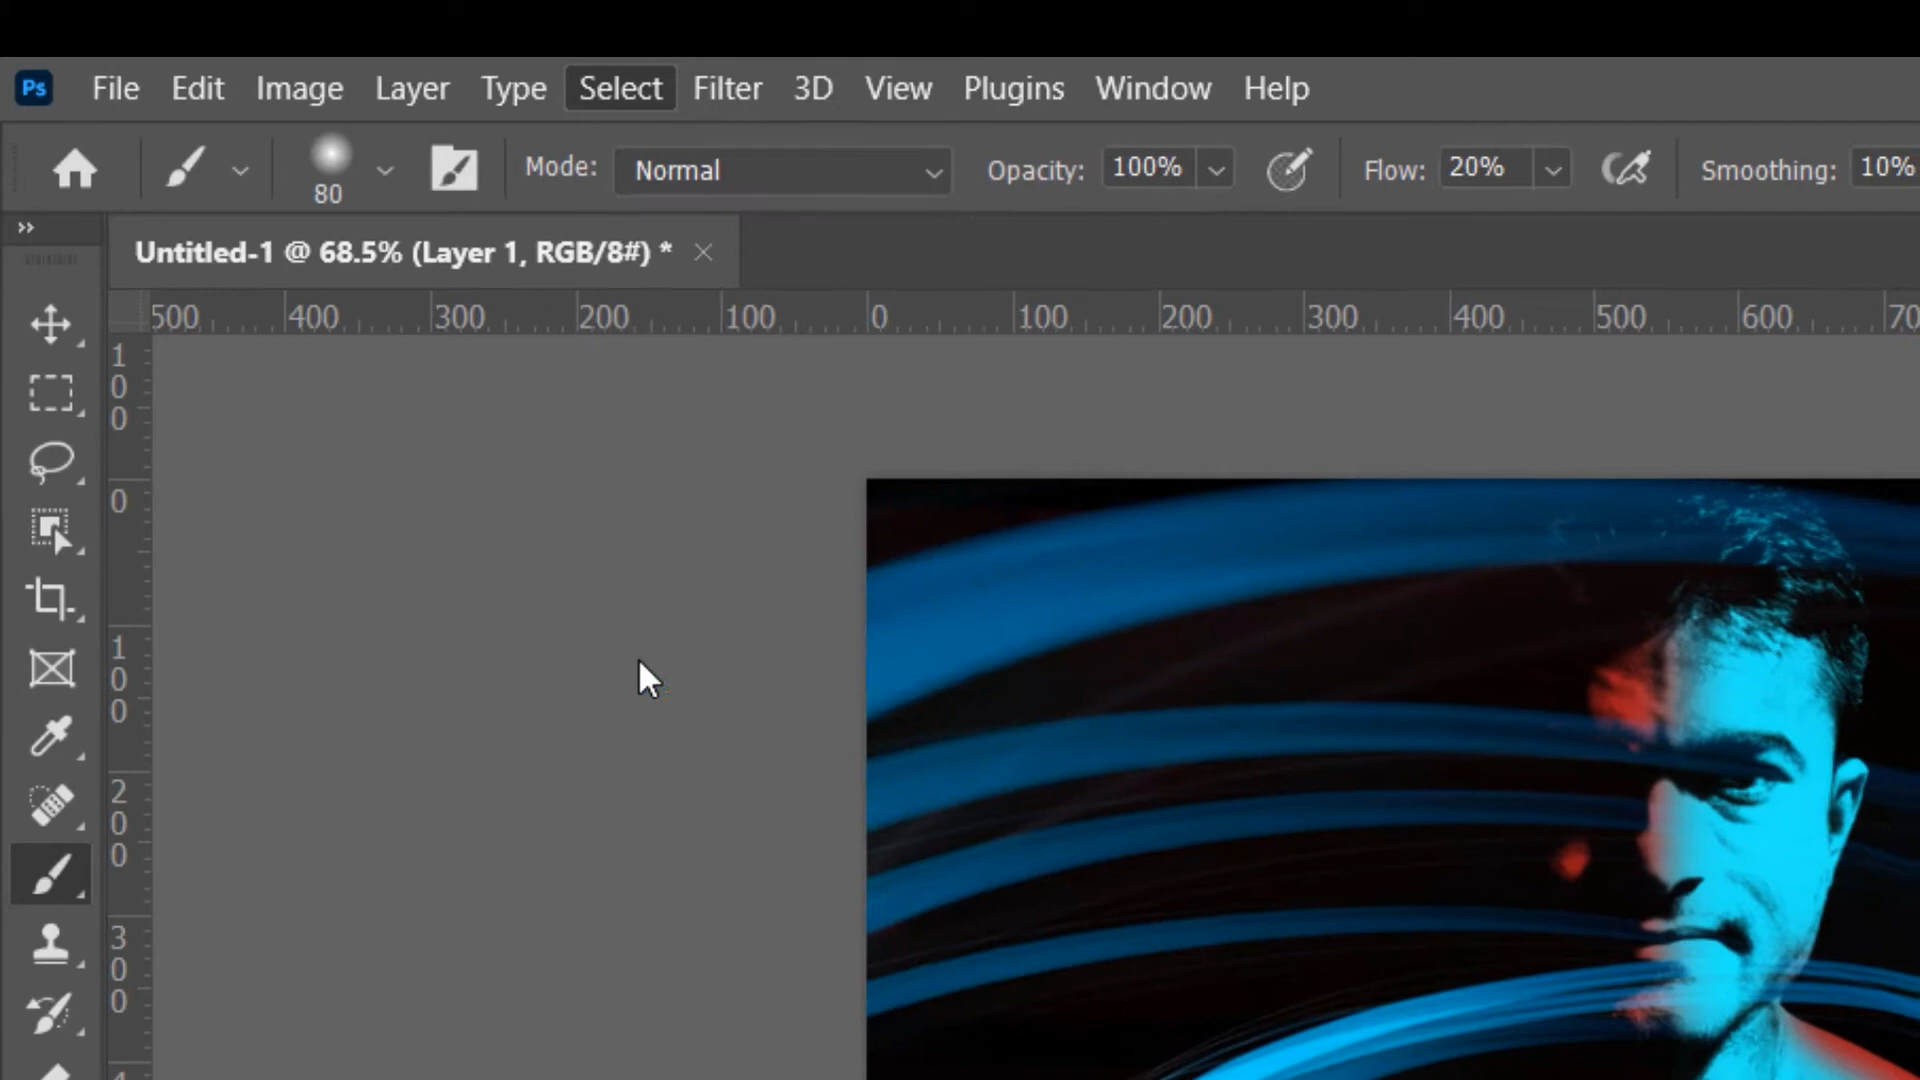 Ps File Edit Image Layer Type Select Filter 3D View Plugins Window Help
80 Mode: Normal Opacity: 100% Flow: 20% Smoothing: 10%
Untitled-1 @ 68.5% (Layer 1, RGB/8#) * ×
500 400 300 200 100 0 100 200 300 400 500 600 70
100
0
100
200
300
4